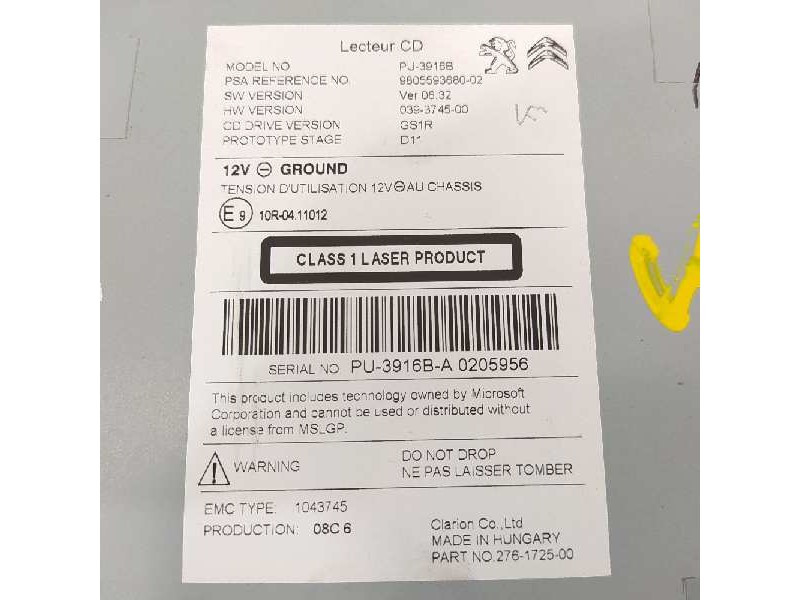 Lecteur CD
MODEL NO PU-3916B
PSA REFERENCE NO. 9805593680-02
SW VERSION Ver 06.32
HW VERSION 039-3745-00
CD DRIVE VERSION GS1R
PROTOTYPE STAGE D11
12V ⊖ GROUND
TENSION D'UTILISATION 12V⊖AU CHASSIS
E9 10R-04.11012
CLASS 1 LASER PRODUCT
SERIAL NO PU-3916B-A 0205956
This product includes technology owned by Microsoft
Corporation and cannot be used or distributed without
a license from MSLGP.
! WARNING
DO NOT DROP
NE PAS LAISSER TOMBER
EMC TYPE: 1043745
PRODUCTION: 08C 6
Clarion Co.,Ltd
MADE IN HUNGARY
PART NO.276-1725-00